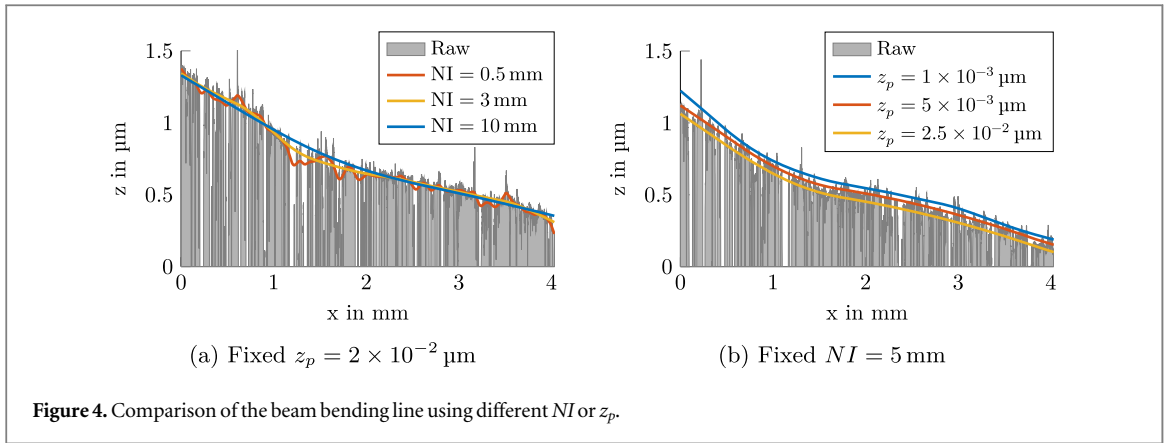 1.5
1
0.5
0
z in µm
0 1 2 3 4
x in mm
Raw
NI = 0.5 mm
NI = 3 mm
NI = 10 mm
(a) Fixed z_p = 2 × 10⁻² µm
1.5
1
0.5
0
z in µm
0 1 2 3 4
x in mm
Raw
z_p = 1 × 10⁻³ µm
z_p = 5 × 10⁻³ µm
z_p = 2.5 × 10⁻² µm
(b) Fixed NI = 5 mm
Figure 4. Comparison of the beam bending line using different NI or z_p.